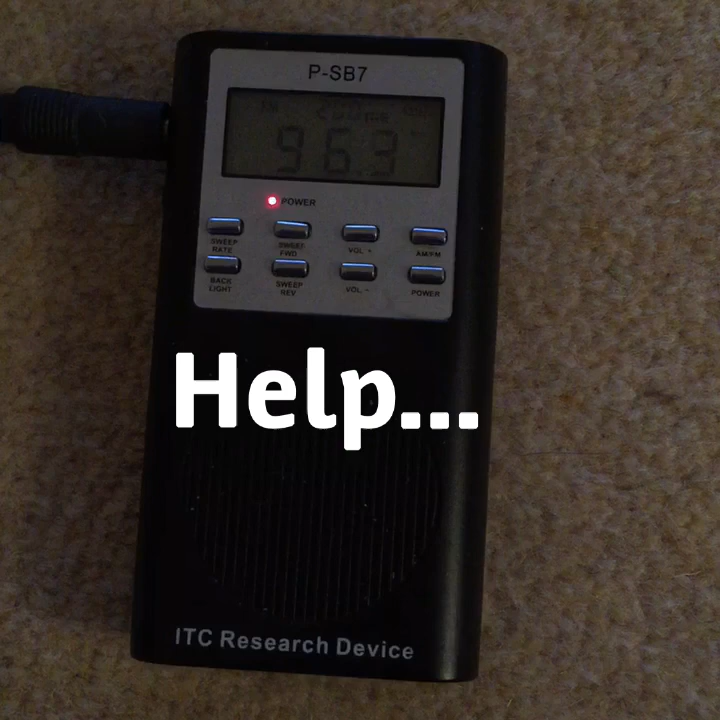 P-SB7
96.3
POWER
SWEEP RATE
SWEEP FWD
VOL +
AM/FM
BACK LIGHT
SWEEP REV
VOL -
POWER
Help...
ITC Research Device